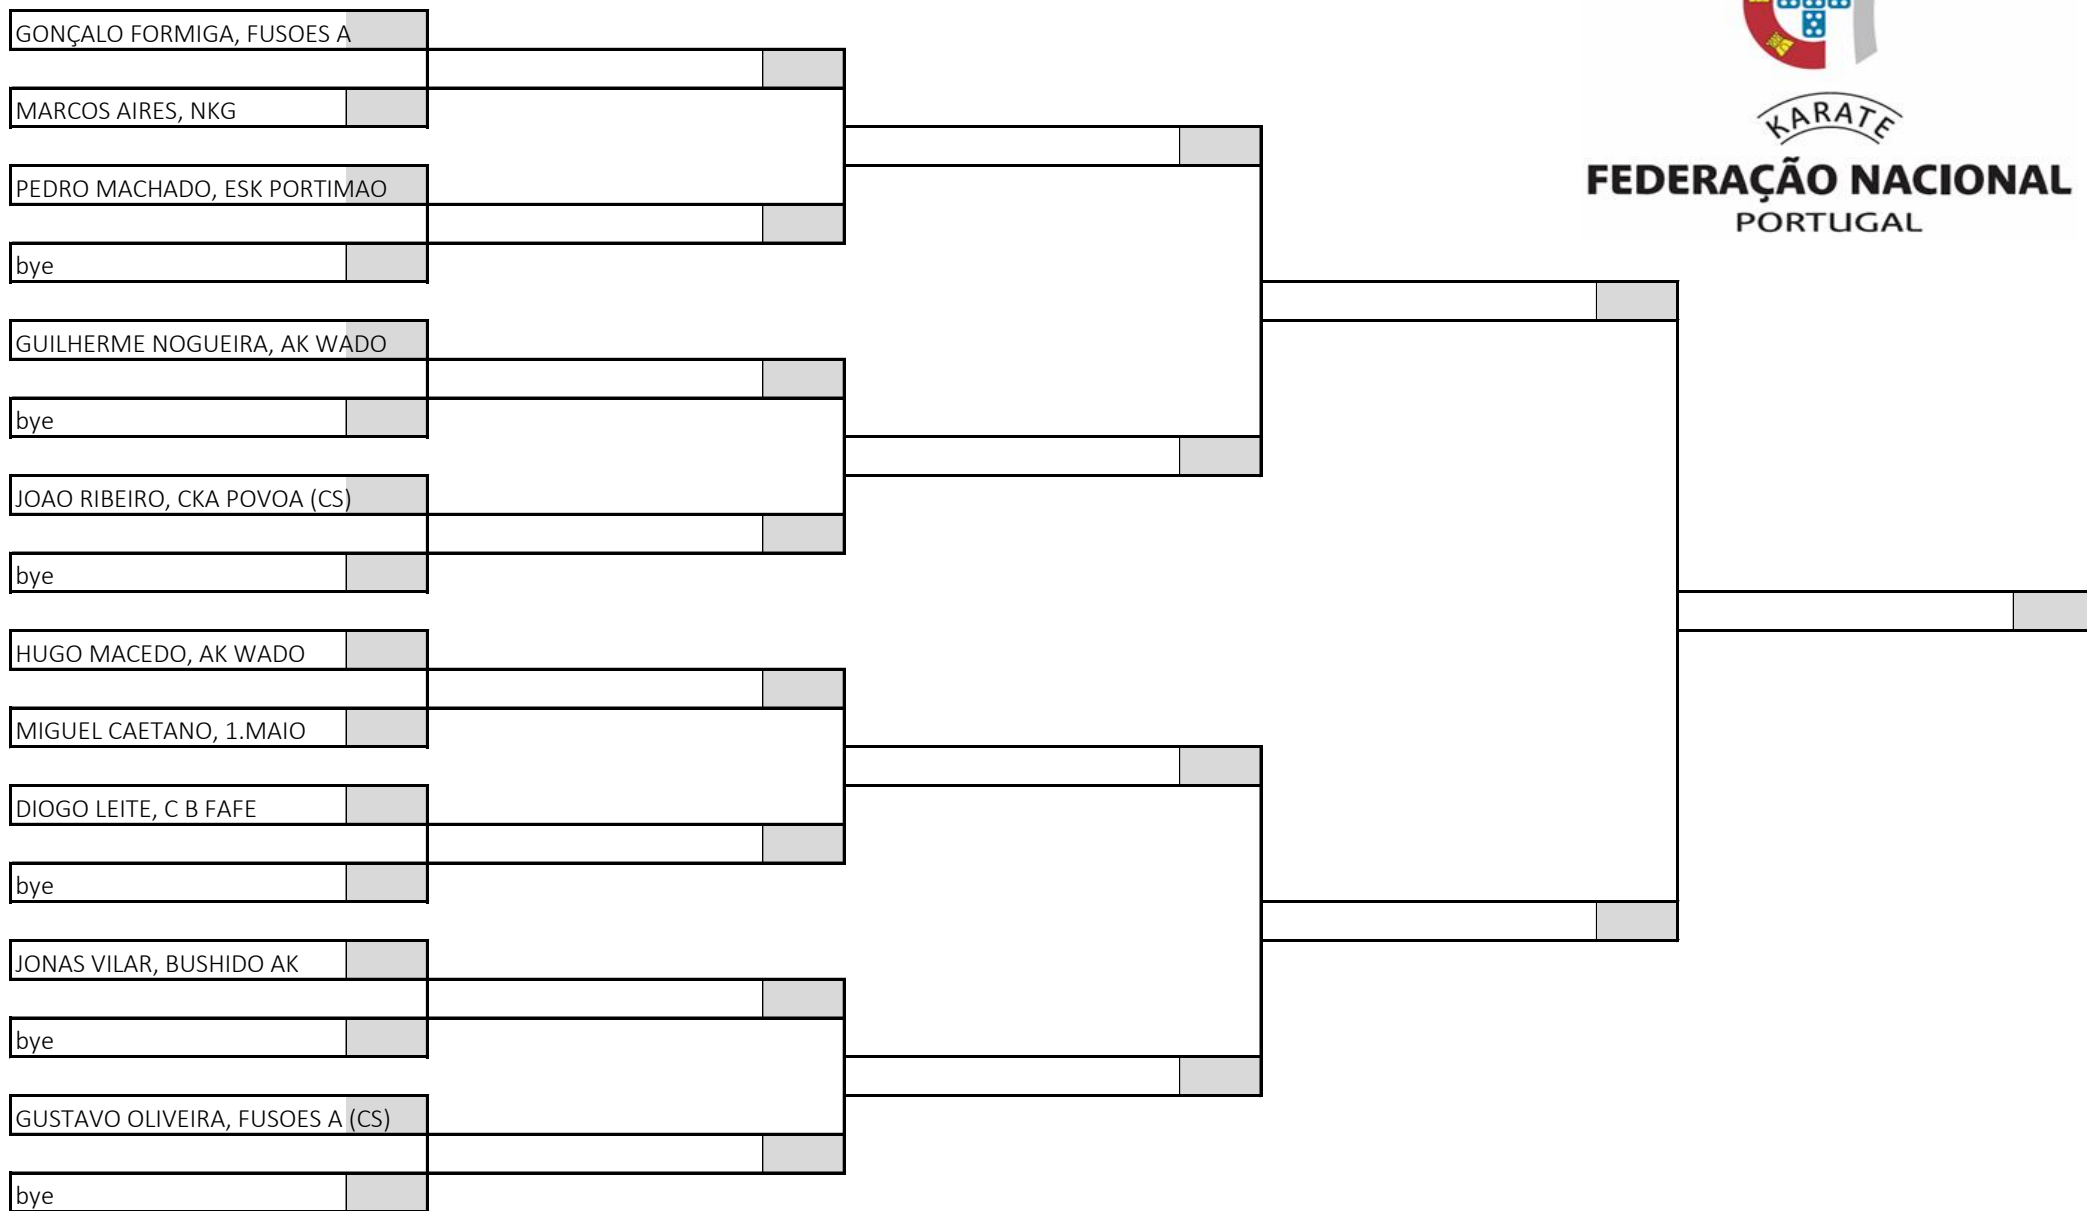 GONÇALO FORMIGA, FUSOES A
MARCOS AIRES, NKG
PEDRO MACHADO, ESK PORTIMAO
bye
GUILHERME NOGUEIRA, AK WADO
bye
JOAO RIBEIRO, CKA POVOA (CS)
bye
HUGO MACEDO, AK WADO
MIGUEL CAETANO, 1.MAIO
DIOGO LEITE, C B FAFE
bye
JONAS VILAR, BUSHIDO AK
bye
GUSTAVO OLIVEIRA, FUSOES A (CS)
bye
KARATE
FEDERAÇÃO NACIONAL
PORTUGAL